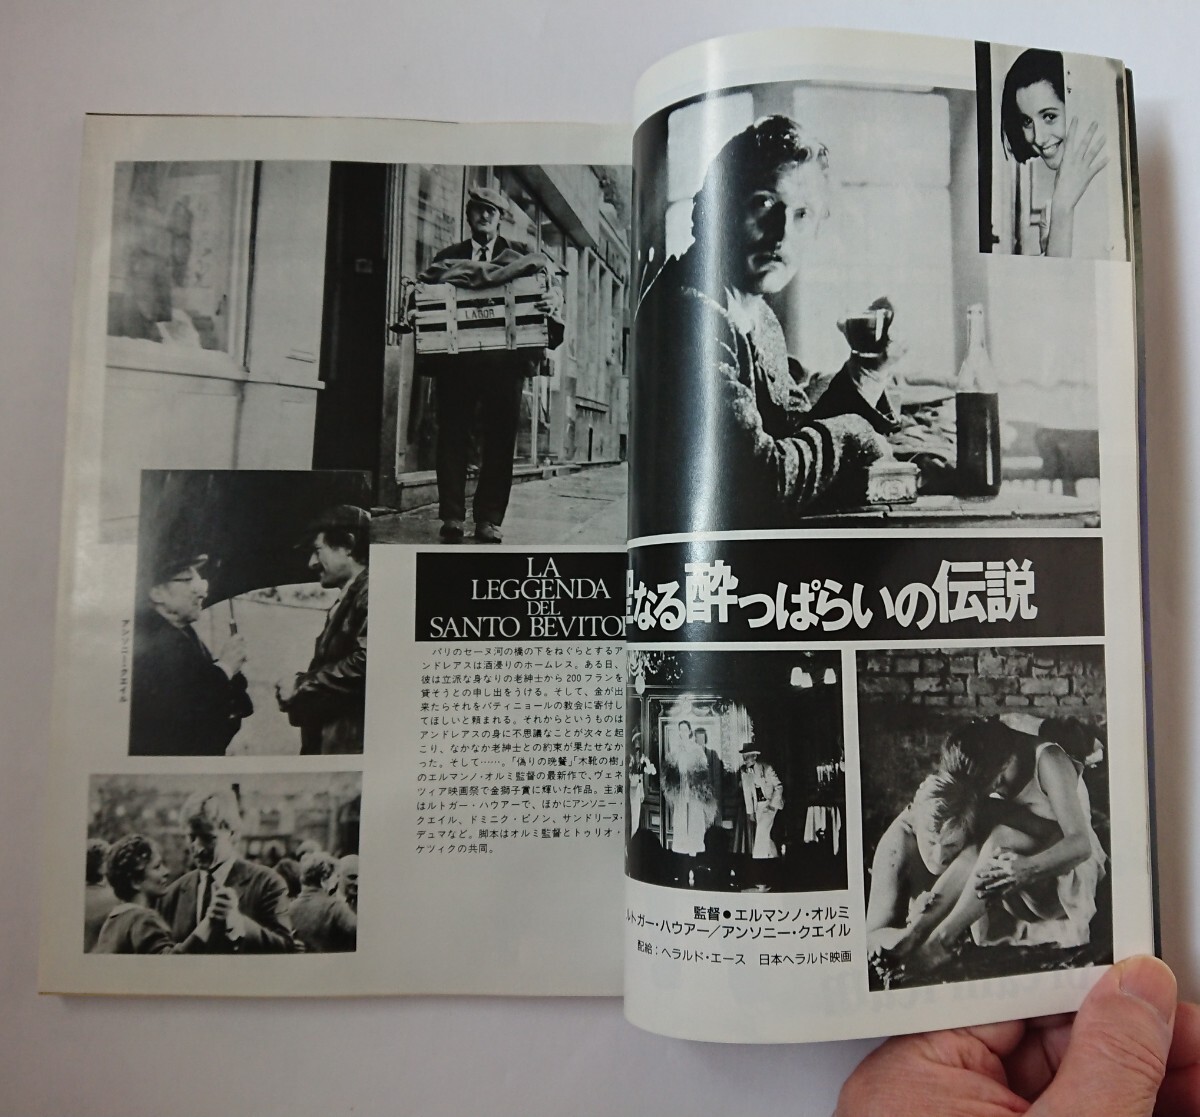 LABOR
LA
LEGGENDA
DEL
SANTO BEVITO
パリのセーヌ河の橋の下をねぐらとするア
ンドレアスは酒浸りのホームレス。ある日、
彼は立派な身なりの老紳士から200フランを
貸そうとの申し出をうける。そして、金が出
来たらそれをバティニョールの教会に寄付し
てほしいと頼まれる。それからというものは
アンドレアスの身に不思議なことが次々と起
こり、なかなか老紳士との約束が果たせなか
った。そして……。「偽りの晩餐」「木靴の樹」
のエルマンノ・オルミ監督の最新作で、ヴェネ
ツィア映画祭で金獅子賞に輝いた作品。主演
はルトガー・ハウアーで、ほかにアンソニー・
クエイル、ドミニク・ピノン、サンドリーヌ・
デュマなど。脚本はオルミ監督とトゥリオ・
ケツィクの共同。
なる酔っぱらいの伝説
監督●エルマンノ・オルミ
ルトガー・ハウアー／アンソニー・クエイル
配給：ヘラルド・エース 日本ヘラルド映画